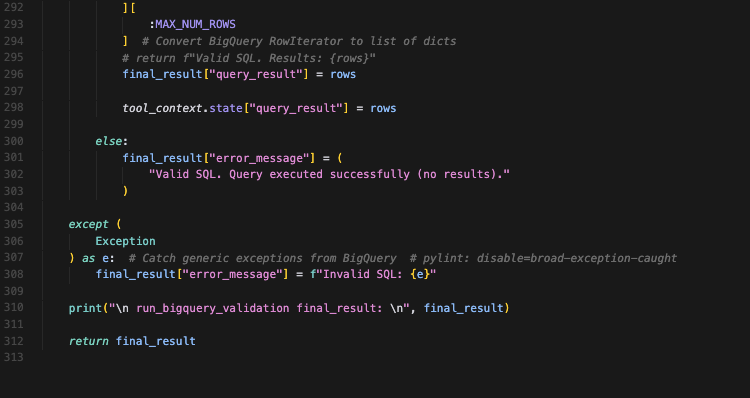 292 ][
293 :MAX_NUM_ROWS
294 ]  # Convert BigQuery RowIterator to list of dicts
295 # return f"Valid SQL. Results: {rows}"
296 final_result["query_result"] = rows
297
298 tool_context.state["query_result"] = rows
299
300 else:
301 final_result["error_message"] = (
302 "Valid SQL. Query executed successfully (no results)."
303 )
304
305 except (
306 Exception
307 ) as e:  # Catch generic exceptions from BigQuery  # pylint: disable=broad-exception-caught
308 final_result["error_message"] = f"Invalid SQL: {e}"
309
310 print("\n run_bigquery_validation final_result: \n", final_result)
311
312 return final_result
313